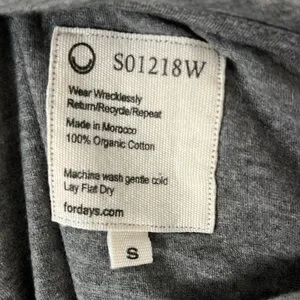 S01218W
Wear Wrecklessly
Return/Recycle/Repeat
Made in Morocco
100% Organic Cotton
Machine wash gentle cold
Lay Flat Dry
fordays.com
S